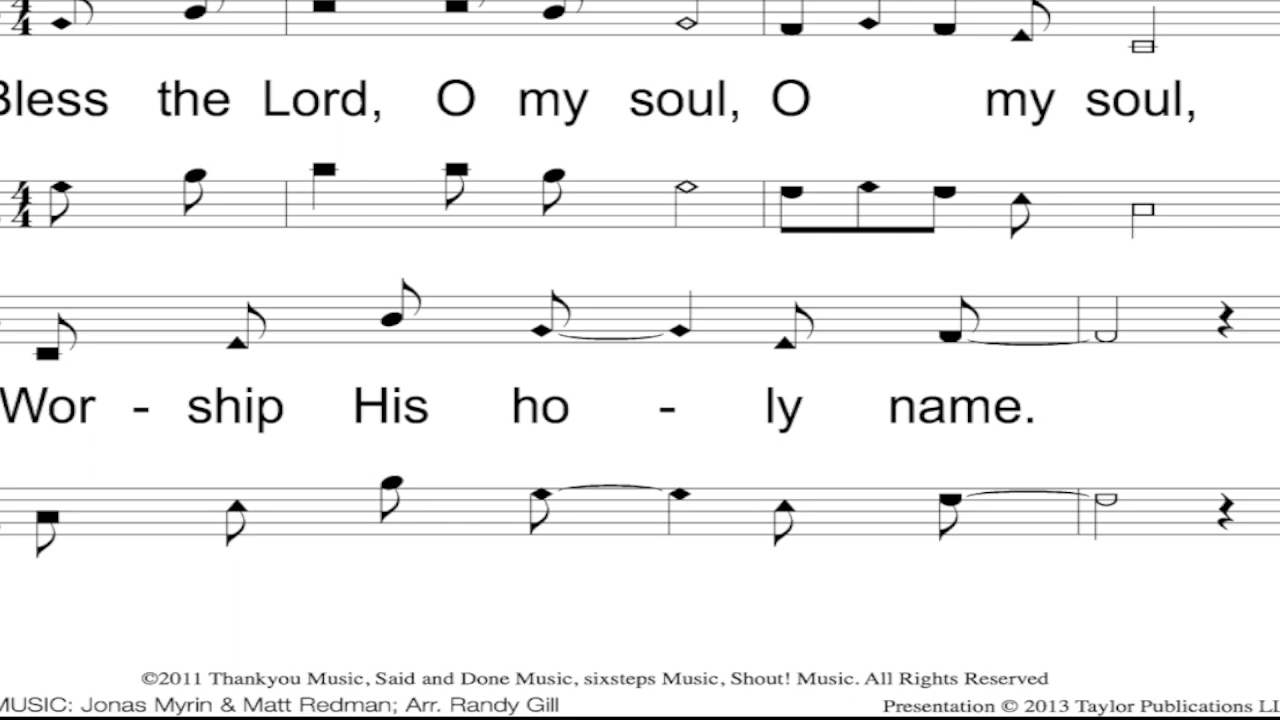 Bless the Lord, O my soul, O my soul,
Wor - ship His ho - ly name.
©2011 Thankyou Music, Said and Done Music, sixsteps Music, Shout! Music. All Rights Reserved
MUSIC: Jonas Myrin & Matt Redman; Arr. Randy Gill
Presentation © 2013 Taylor Publications LL